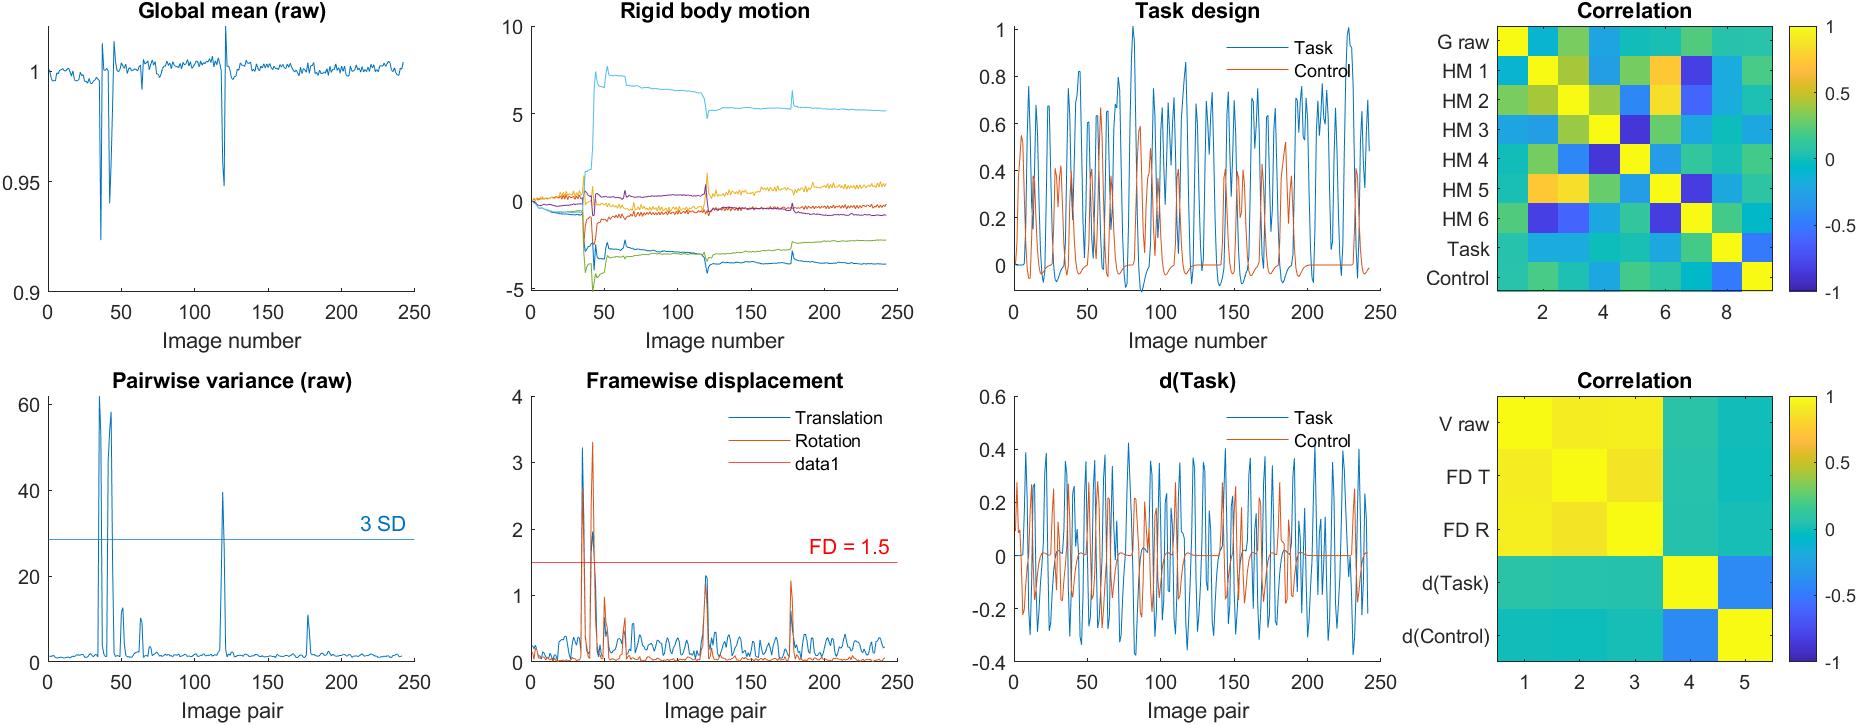 Global mean (raw)
1
0.95
0.9
0 50 100 150 200 250
Image number
Rigid body motion
10
5
0
-5
0 50 100 150 200 250
Image number
Task design
1
0.8
0.6
0.4
0.2
0
Task
Control
0 50 100 150 200 250
Image number
Correlation
G raw
HM 1
HM 2
HM 3
HM 4
HM 5
HM 6
Task
Control
2 4 6 8
1
0.5
0
-0.5
-1
Pairwise variance (raw)
60
40
20
0
3 SD
0 50 100 150 200 250
Image pair
Framewise displacement
4
3
2
1
0
Translation
Rotation
data1
FD = 1.5
0 50 100 150 200 250
Image pair
d(Task)
0.6
0.4
0.2
0
-0.2
-0.4
Task
Control
0 50 100 150 200 250
Image pair
Correlation
V raw
FD T
FD R
d(Task)
d(Control)
1 2 3 4 5
1
0.5
0
-0.5
-1